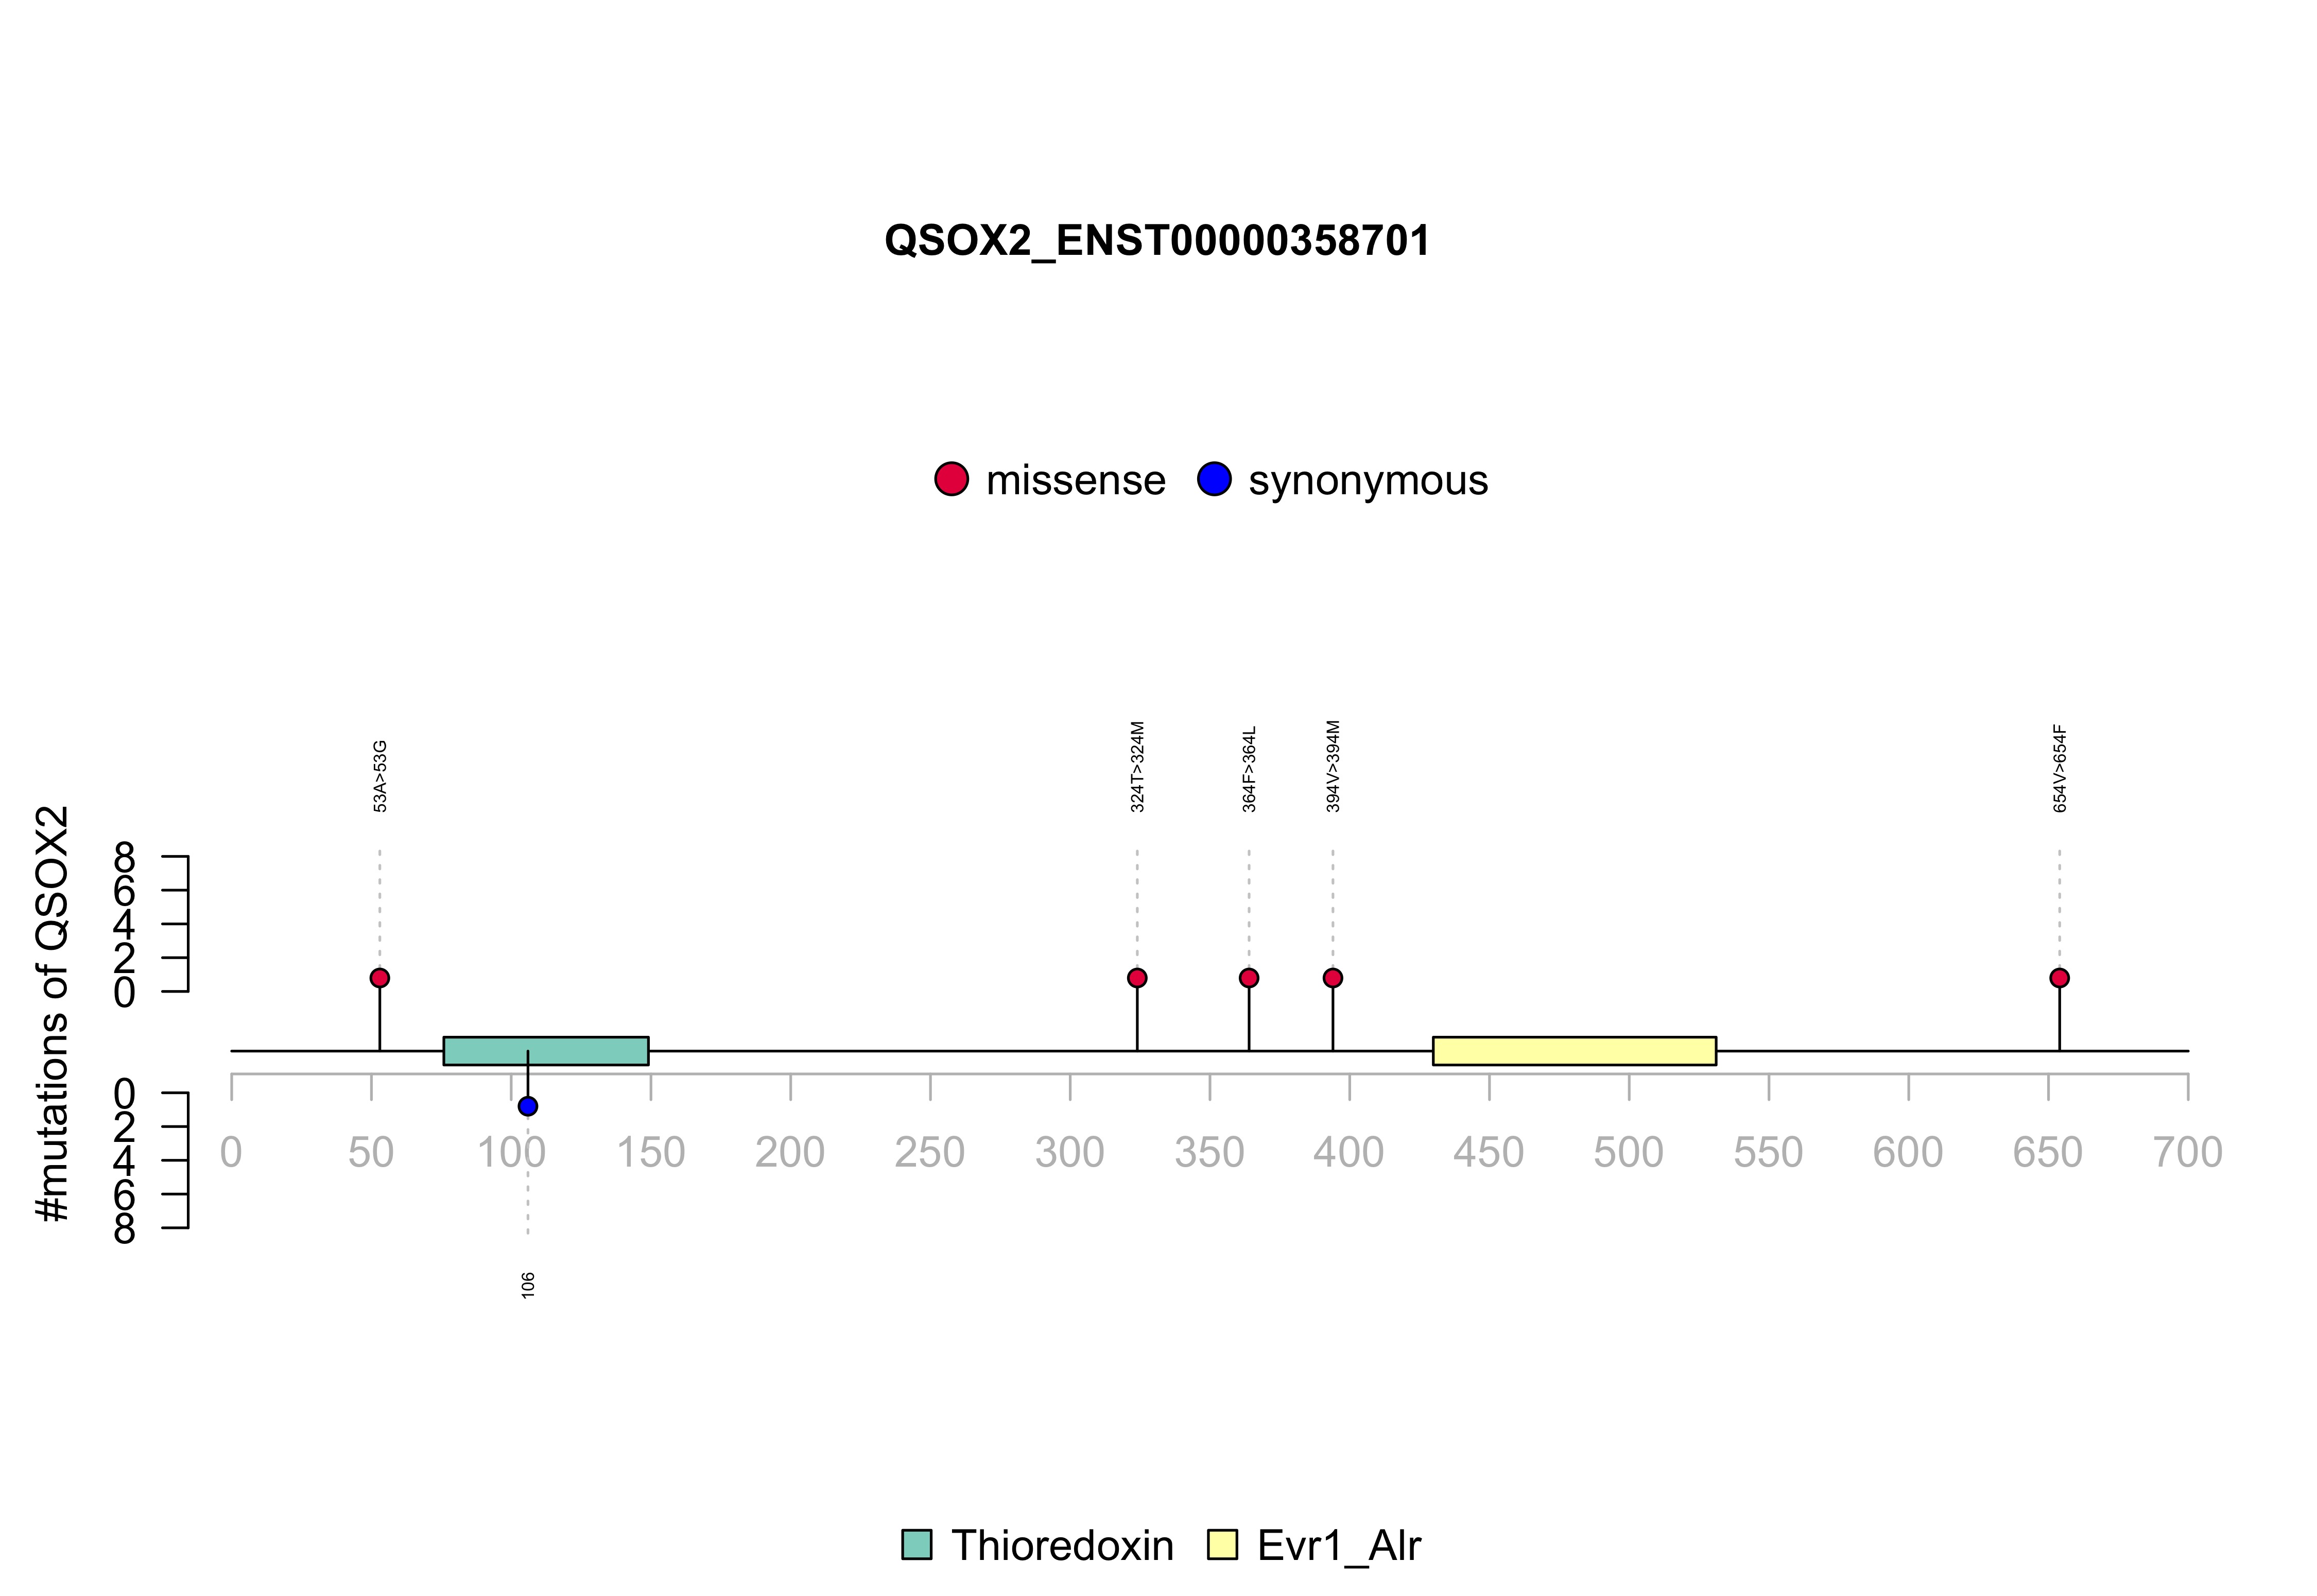 QSOX2_ENST00000358701
missense synonymous
53A>53G 324T>324M 364F>364L 394V>394M 654V>654F
#mutations of QSOX2
8
6
4
2
0
0
2
4
6
8
0 50 100 150 200 250 300 350 400 450 500 550 600 650 700
106
Thioredoxin Evr1_Alr